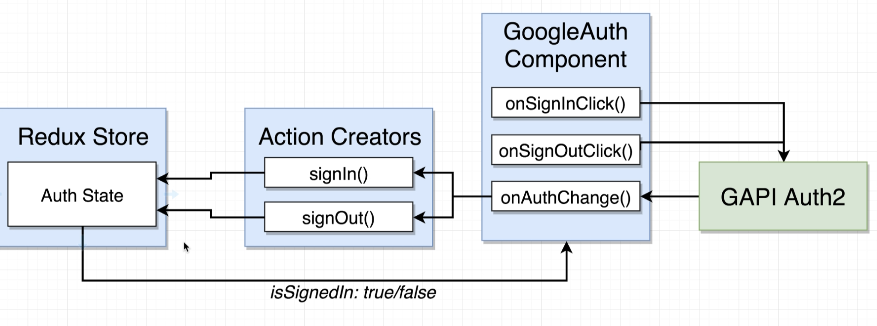 GoogleAuth
Component
onSignInClick()
onSignOutClick()
onAuthChange()
Redux Store
Auth State
Action Creators
signIn()
signOut()
GAPI Auth2
isSignedIn: true/false